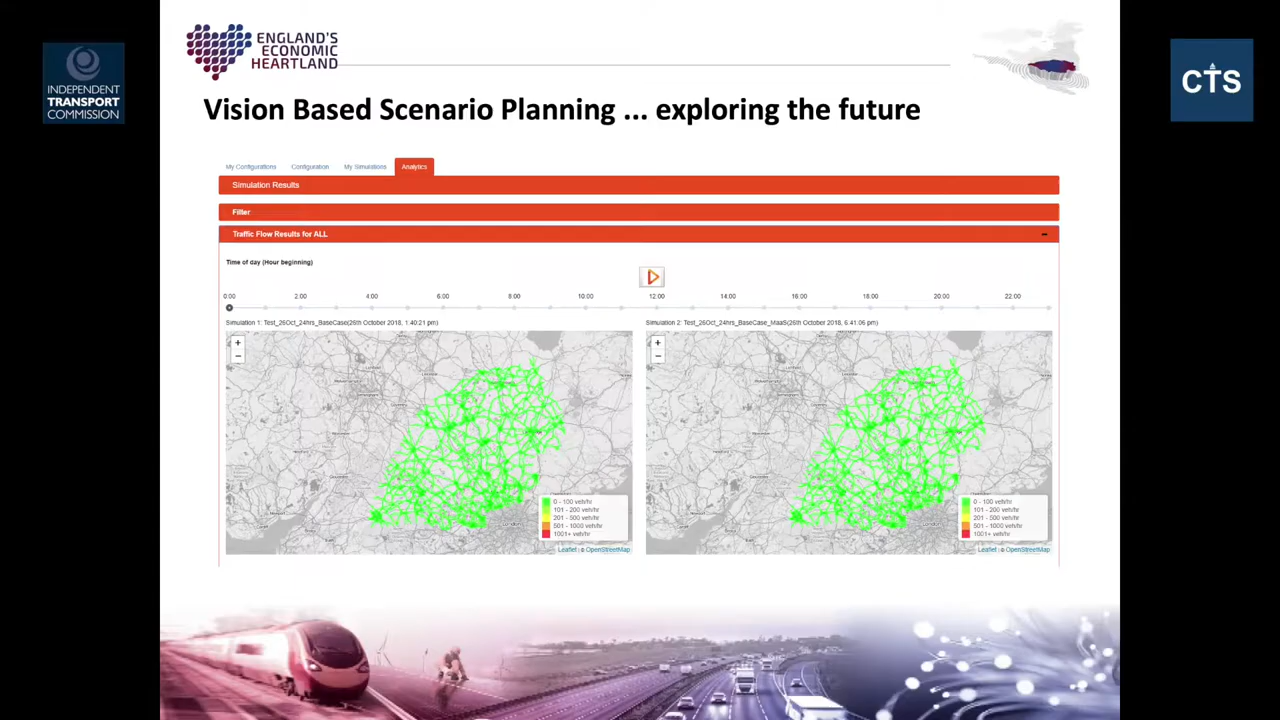 INDEPENDENT
TRANSPORT
COMMISSION
ENGLAND'S
ECONOMIC
HEARTLAND
CTS
Vision Based Scenario Planning ... exploring the future
My Configurations Configuration My Simulations Analytics
Simulation Results
Filter
Traffic Flow Results for ALL
Time of day (Hour beginning)
0:00 2:00 4:00 6:00 8:00 10:00 12:00 14:00 16:00 18:00 20:00 22:00
Simulation 1: Test_26Oct_24hrs_BaseCase(26th October 2018, 1:40:21 pm)
Simulation 2: Test_26Oct_24hrs_BaseCase_MaaS(26th October 2018, 6:41:06 pm)
+
−
0 - 100 veh/hr
101 - 200 veh/hr
201 - 500 veh/hr
501 - 1000 veh/hr
1001+ veh/hr
Leaflet | © OpenStreetMap
+
−
0 - 100 veh/hr
101 - 200 veh/hr
201 - 500 veh/hr
501 - 1000 veh/hr
1001+ veh/hr
Leaflet | © OpenStreetMap